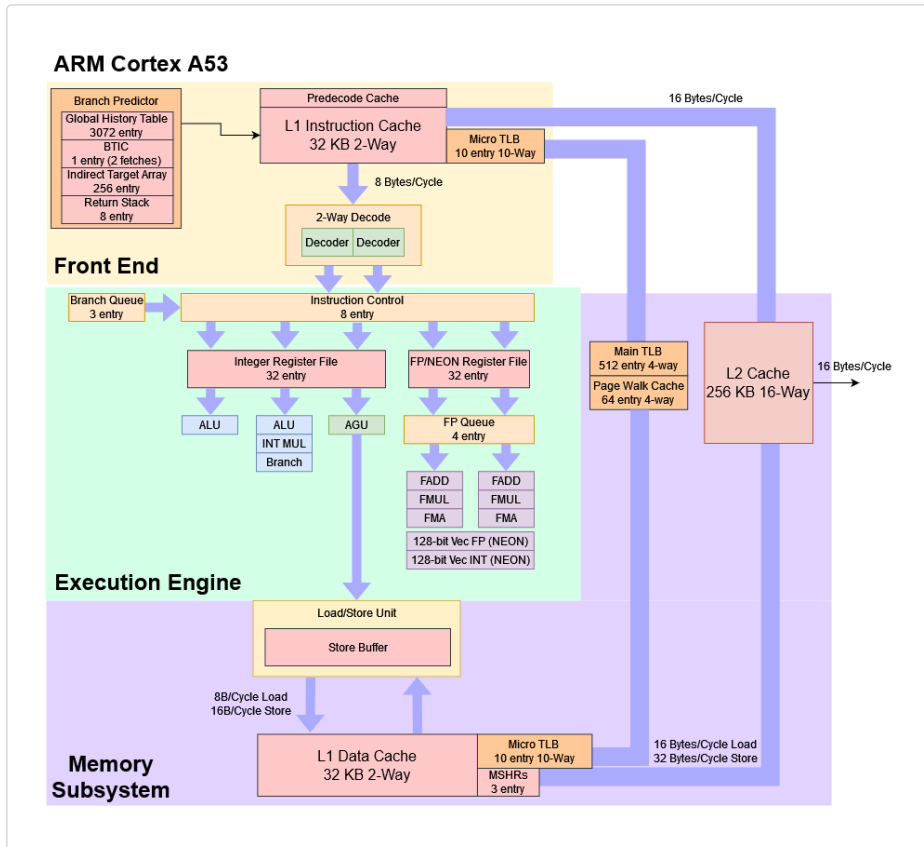 ARM Cortex A53
Branch Predictor
Global History Table
3072 entry
BTIC
1 entry (2 fetches)
Indirect Target Array
256 entry
Return Stack
8 entry
Predecode Cache
L1 Instruction Cache
32 KB 2-Way
Micro TLB
10 entry 10-Way
16 Bytes/Cycle
8 Bytes/Cycle
2-Way Decode
Decoder
Decoder
Front End
Branch Queue
3 entry
Instruction Control
8 entry
Integer Register File
32 entry
FP/NEON Register File
32 entry
Main TLB
512 entry 4-way
Page Walk Cache
64 entry 4-way
L2 Cache
256 KB 16-Way
16 Bytes/Cycle
ALU
ALU
INT MUL
Branch
AGU
FP Queue
4 entry
FADD
FMUL
FMA
FADD
FMUL
FMA
128-bit Vec FP (NEON)
128-bit Vec INT (NEON)
Execution Engine
Load/Store Unit
Store Buffer
8B/Cycle Load
16B/Cycle Store
L1 Data Cache
32 KB 2-Way
Micro TLB
10 entry 10-Way
MSHRs
3 entry
16 Bytes/Cycle Load
32 Bytes/Cycle Store
Memory
Subsystem